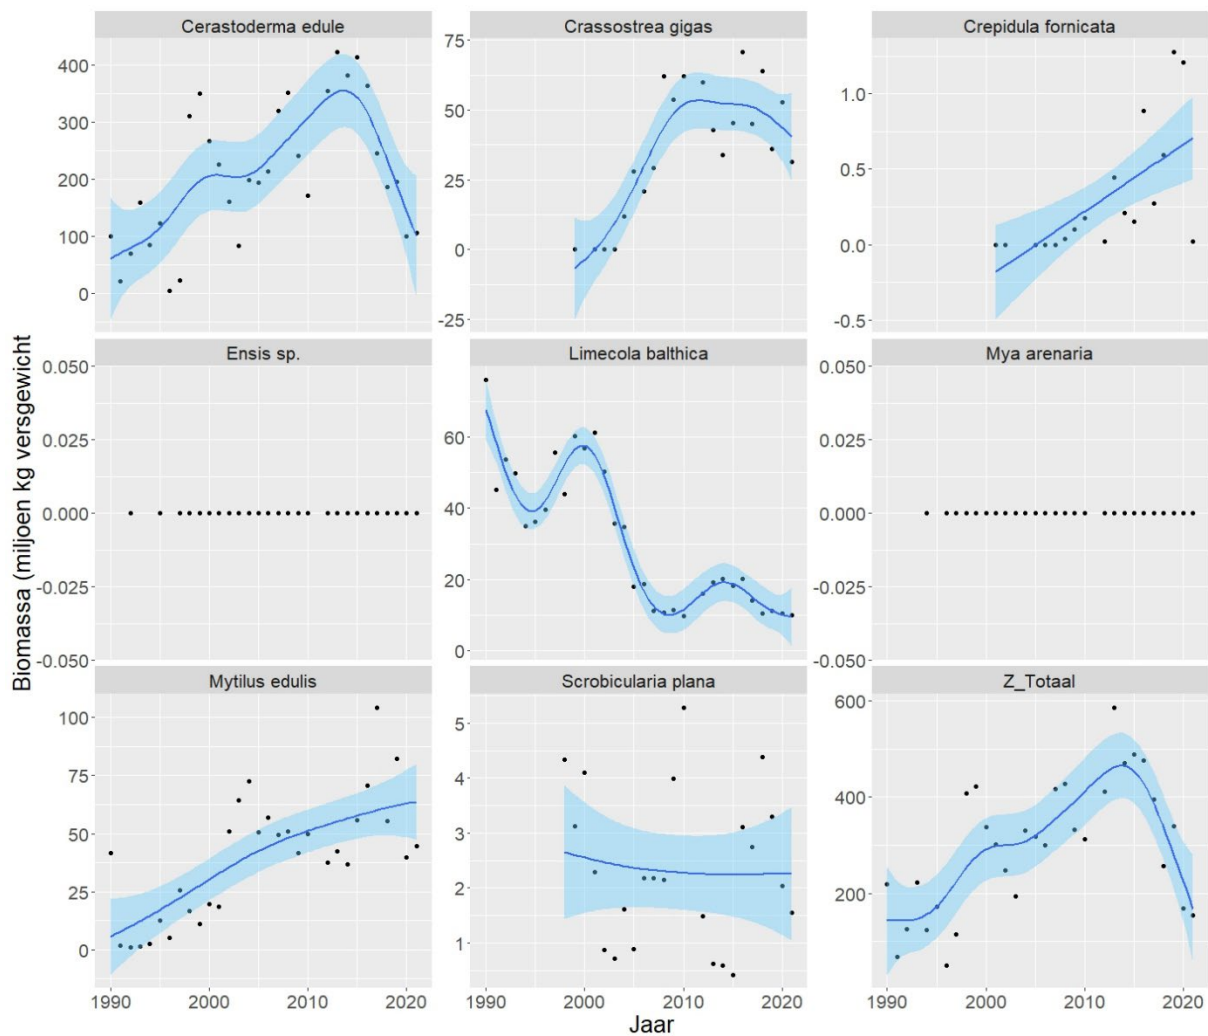 Cerastoderma edule
Crassostrea gigas
Crepidula fornicata
400
300
200
100
0
75
50
25
0
-25
1.0
0.5
0.0
-0.5
Ensis sp.
Limecola balthica
Mya arenaria
0.050
0.025
0.000
-0.025
-0.050
60
40
20
0
0.050
0.025
0.000
-0.025
-0.050
Mytilus edulis
Scrobicularia plana
Z_Totaal
100
75
50
25
0
5
4
3
2
1
600
400
200
1990 2000 2010 2020
1990 2000 2010 2020
1990 2000 2010 2020
Biomassa (miljoen kg versgewicht)
Jaar